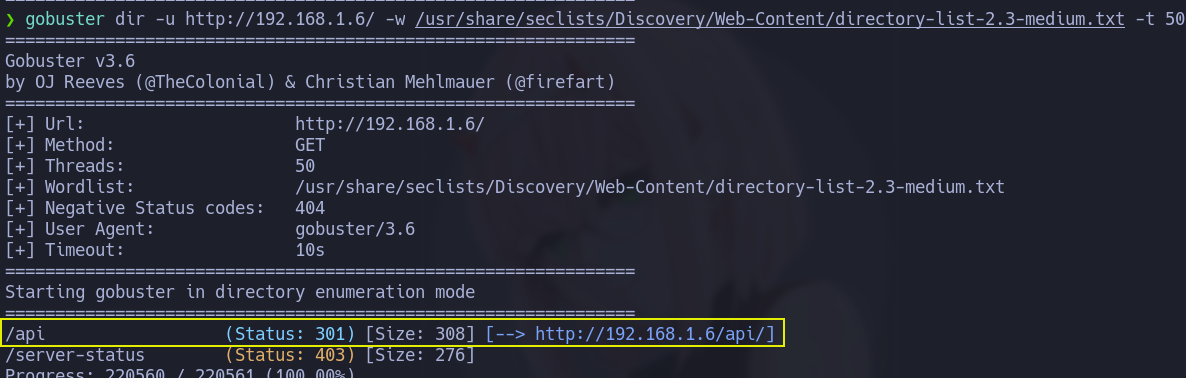 ❯ gobuster dir -u http://192.168.1.6/ -w /usr/share/seclists/Discovery/Web-Content/directory-list-2.3-medium.txt -t 50
===============================================================
Gobuster v3.6
by OJ Reeves (@TheColonial) & Christian Mehlmauer (@firefart)
===============================================================
[+] Url:                     http://192.168.1.6/
[+] Method:                  GET
[+] Threads:                 50
[+] Wordlist:                /usr/share/seclists/Discovery/Web-Content/directory-list-2.3-medium.txt
[+] Negative Status codes:   404
[+] User Agent:              gobuster/3.6
[+] Timeout:                 10s
===============================================================
Starting gobuster in directory enumeration mode
===============================================================
/api                  (Status: 301) [Size: 308] [--> http://192.168.1.6/api/]
/server-status        (Status: 403) [Size: 276]
Progress: 220560 / 220561 (100.00%)